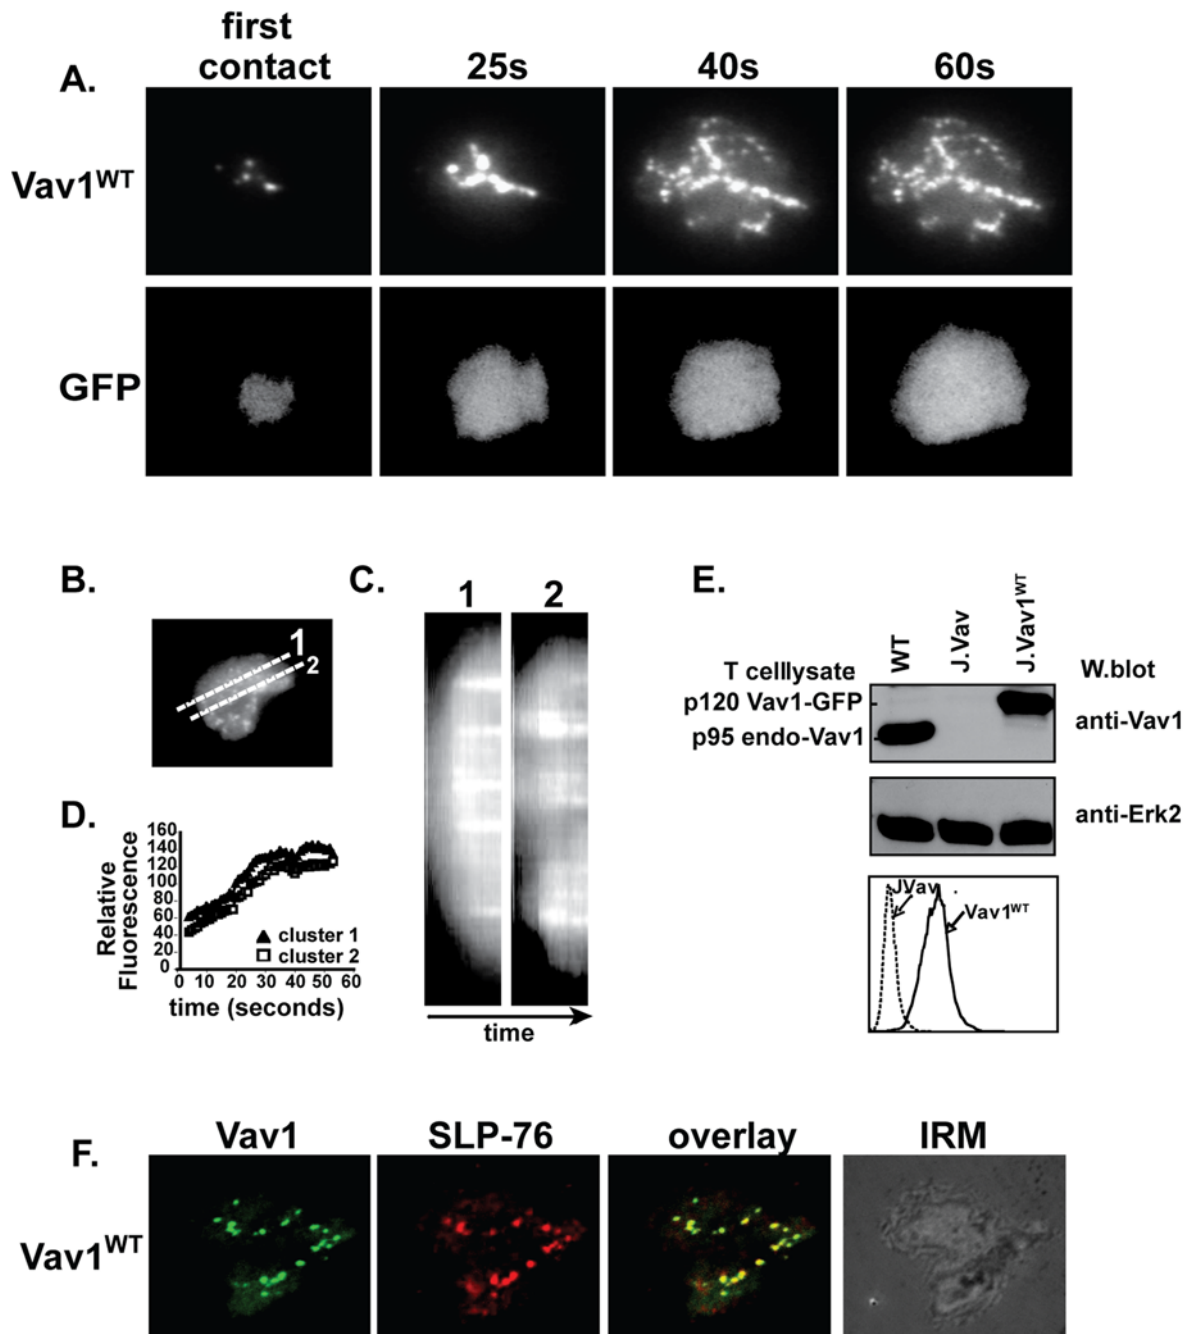 first
contact 25s 40s 60s
A.
Vav1WT
GFP
B. C. E.
1 2
1
2
WT J.Vav J.Vav1WT
T celllysate W.blot
p120 Vav1-GFP
anti-Vav1
p95 endo-Vav1
anti-Erk2
D.
160
140
120
100
80
60
40
20
0
Relative
Fluorescence
cluster 1
cluster 2
0 10 20 30 40 50 60
time (seconds)
time
JVav
Vav1WT
F. Vav1 SLP-76 overlay IRM
Vav1WT